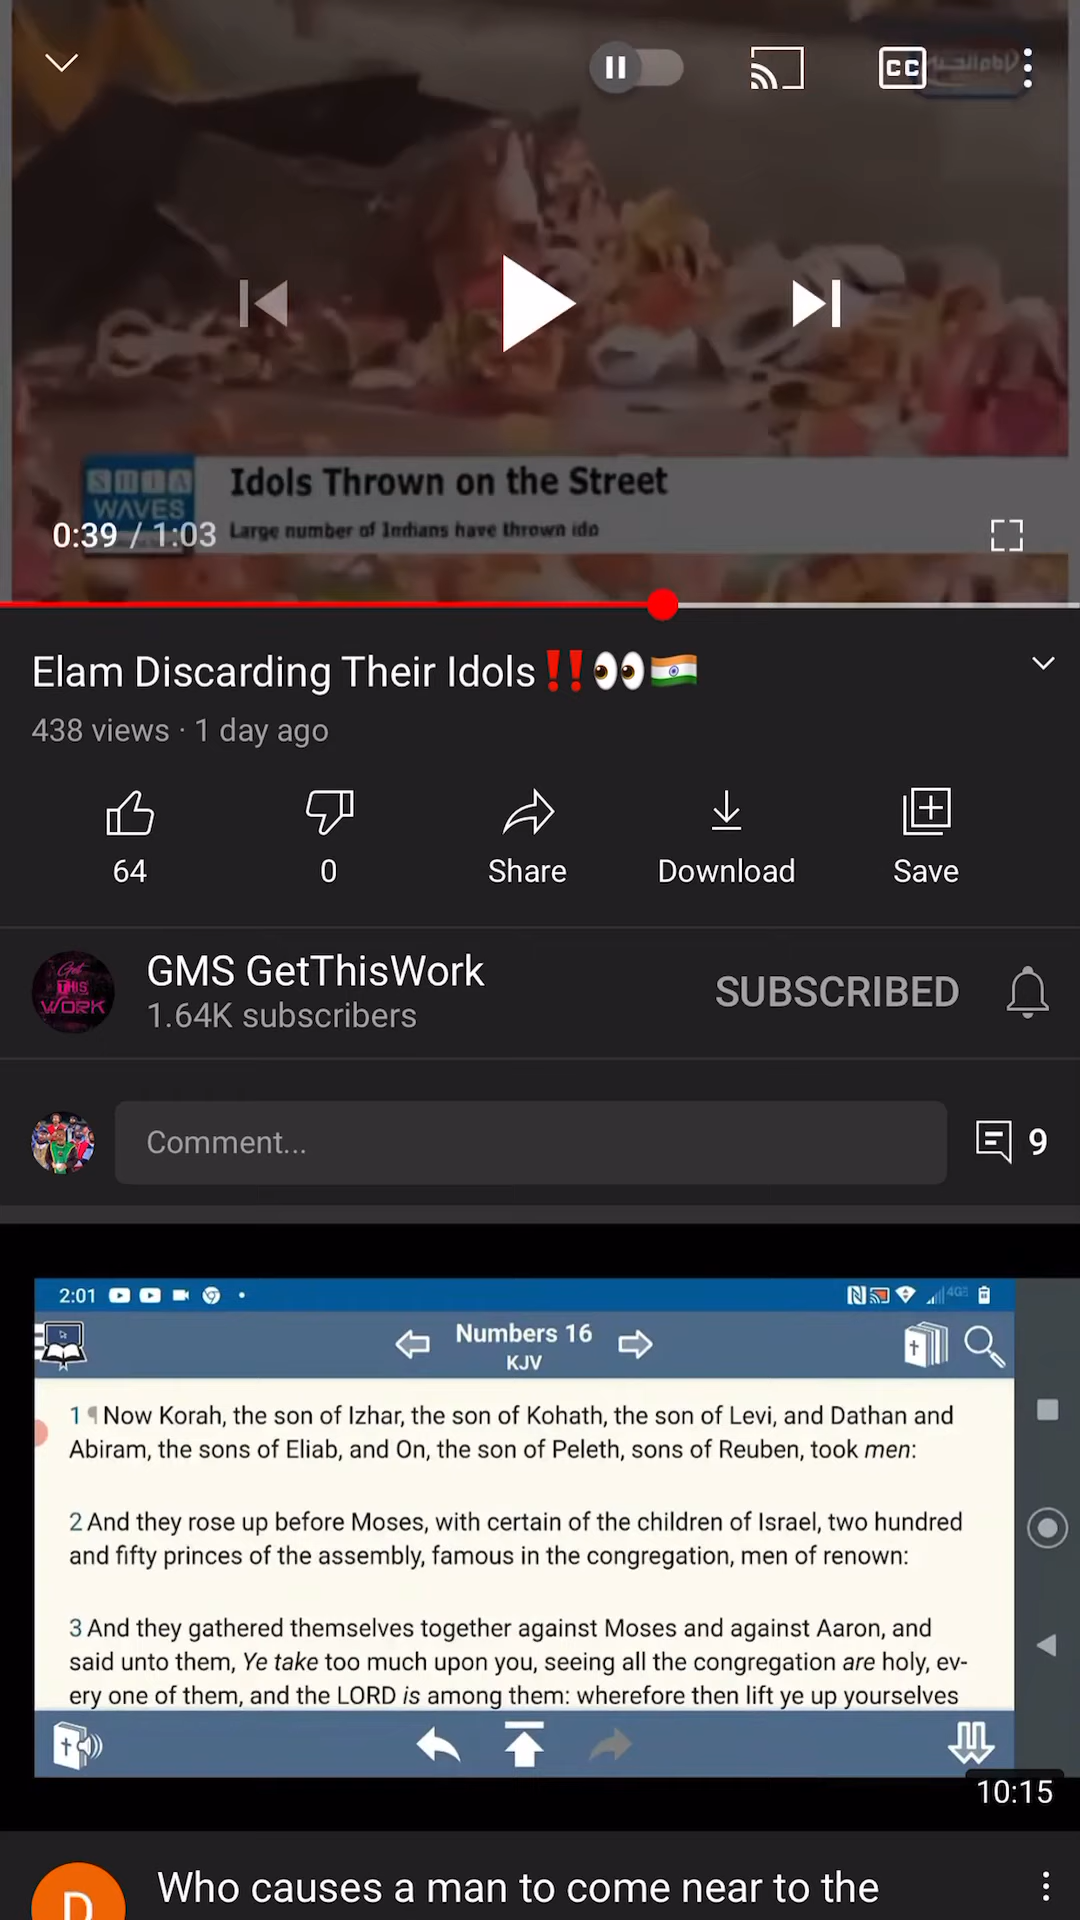 CC
SHIA
WAVES
Idols Thrown on the Street
Large number of Indians have thrown ido
0:39 / 1:03
Elam Discarding Their Idols‼️👀🇮🇳
438 views · 1 day ago
64
0
Share
Download
Save
Get
THIS
WORK
GMS GetThisWork
1.64K subscribers
SUBSCRIBED
Comment...
9
2:01
4GE
Numbers 16
KJV
1 ¶ Now Korah, the son of Izhar, the son of Kohath, the son of Levi, and Dathan and
Abiram, the sons of Eliab, and On, the son of Peleth, sons of Reuben, took men:
2 And they rose up before Moses, with certain of the children of Israel, two hundred
and fifty princes of the assembly, famous in the congregation, men of renown:
3 And they gathered themselves together against Moses and against Aaron, and
said unto them, Ye take too much upon you, seeing all the congregation are holy, ev-
ery one of them, and the LORD is among them: wherefore then lift ye up yourselves
10:15
D
Who causes a man to come near to the